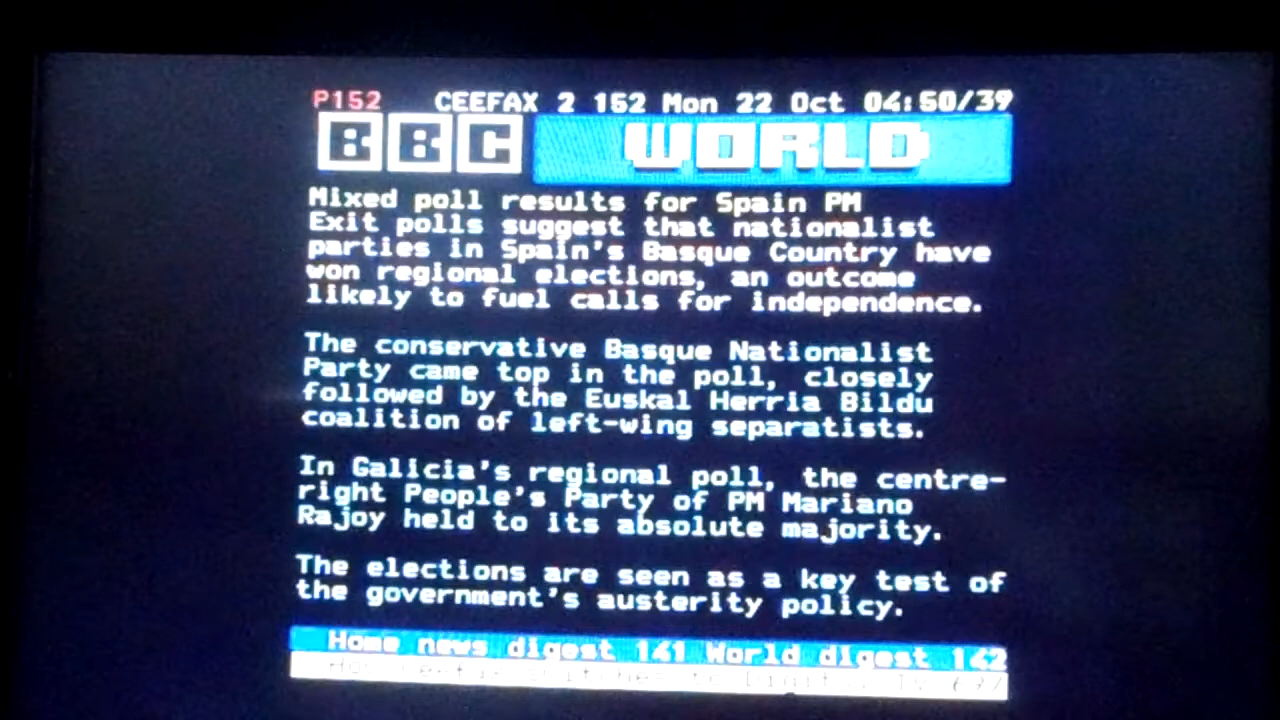 P152 CEEFAX 2 152 Mon 22 Oct 04:50/39
BBC WORLD
Mixed poll results for Spain PM
Exit polls suggest that nationalist
parties in Spain's Basque Country have
won regional elections, an outcome
likely to fuel calls for independence.
The conservative Basque Nationalist
Party came top in the poll, closely
followed by the Euskal Herria Bildu
coalition of left-wing separatists.
In Galicia's regional poll, the centre-
right People's Party of PM Mariano
Rajoy held to its absolute majority.
The elections are seen as a key test of
the government's austerity policy.
Home news digest 141 World digest 142